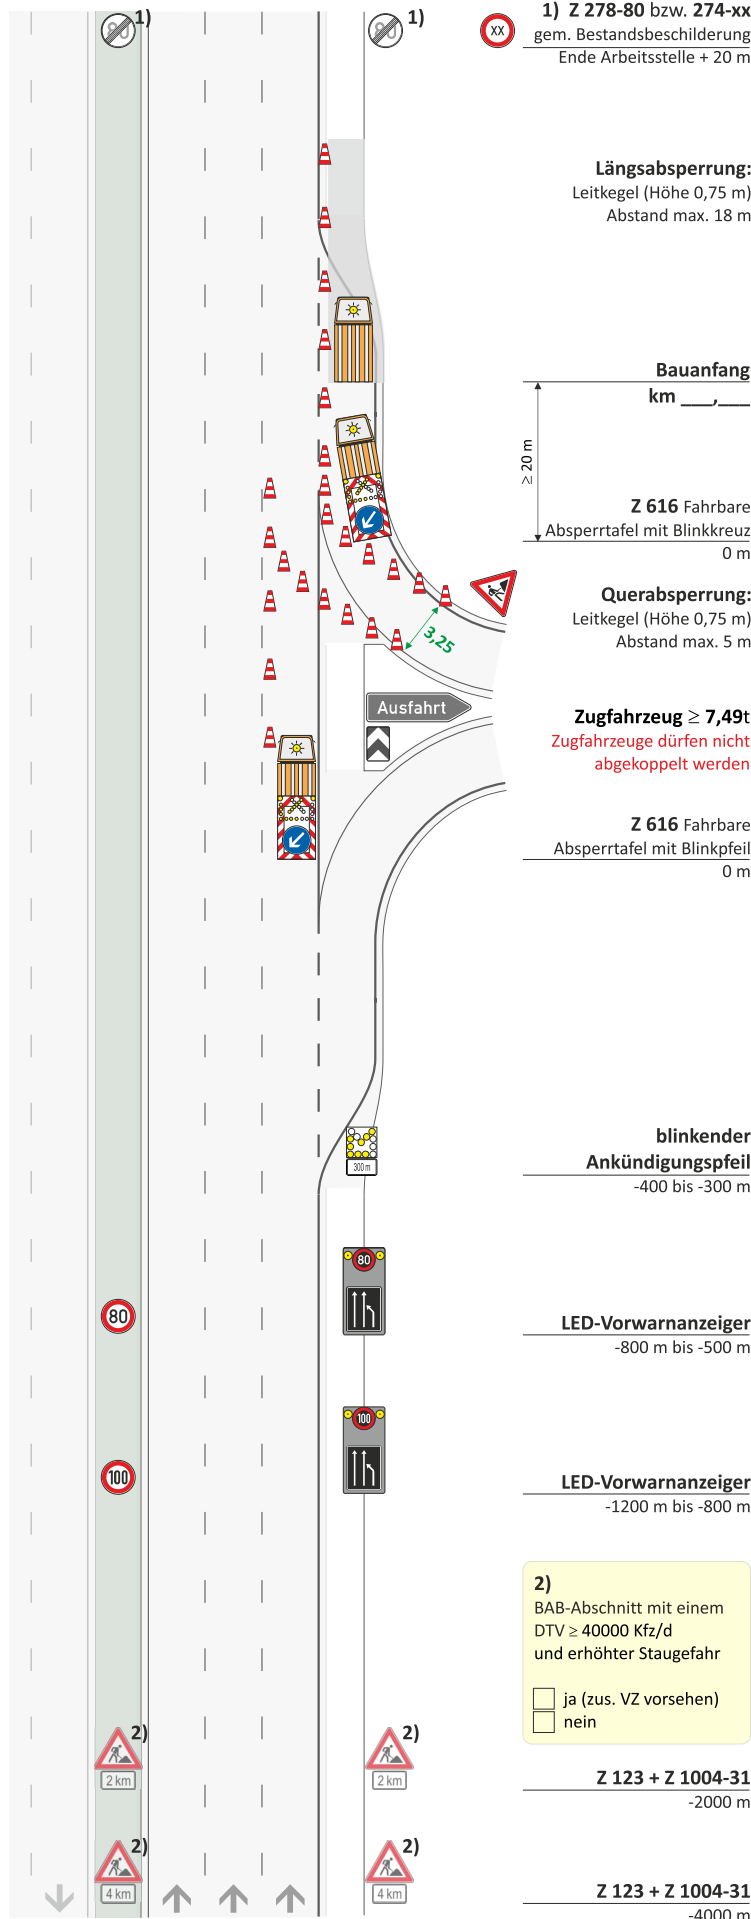 80
1)
80
1)
XX
1) Z 278-80 bzw. 274-xx
gem. Bestandsbeschilderung
Ende Arbeitsstelle + 20 m
Längsabsperrung:
Leitkegel (Höhe 0,75 m)
Abstand max. 18 m
Bauanfang
km ___,___
≥ 20 m
Z 616 Fahrbare
Absperrtafel mit Blinkkreuz
0 m
Querabsperrung:
Leitkegel (Höhe 0,75 m)
Abstand max. 5 m
3,25
Ausfahrt
Zugfahrzeug ≥ 7,49t
Zugfahrzeuge dürfen nicht
abgekoppelt werden
Z 616 Fahrbare
Absperrtafel mit Blinkpfeil
0 m
300 m
blinkender
Ankündigungspfeil
-400 bis -300 m
80
80
LED-Vorwarnanzeiger
-800 m bis -500 m
100
100
LED-Vorwarnanzeiger
-1200 m bis -800 m
2)
BAB-Abschnitt mit einem
DTV ≥ 40000 Kfz/d
und erhöhter Staugefahr
ja (zus. VZ vorsehen)
nein
2)
2 km
2)
2 km
Z 123 + Z 1004-31
-2000 m
2)
4 km
2)
4 km
Z 123 + Z 1004-31
-4000 m